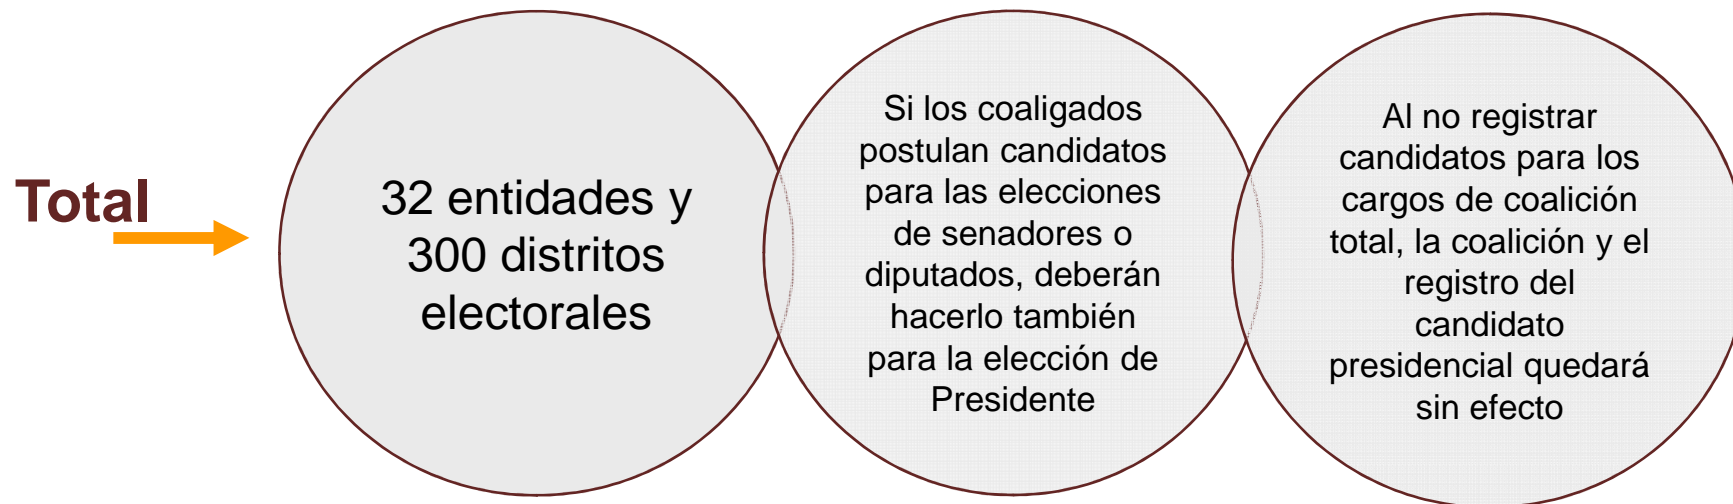 Total
32 entidades y
300 distritos
electorales
Si los coaligados
postulan candidatos
para las elecciones
de senadores o
diputados, deberán
hacerlo también
para la elección de
Presidente
Al no registrar
candidatos para los
cargos de coalición
total, la coalición y el
registro del
candidato
presidencial quedará
sin efecto